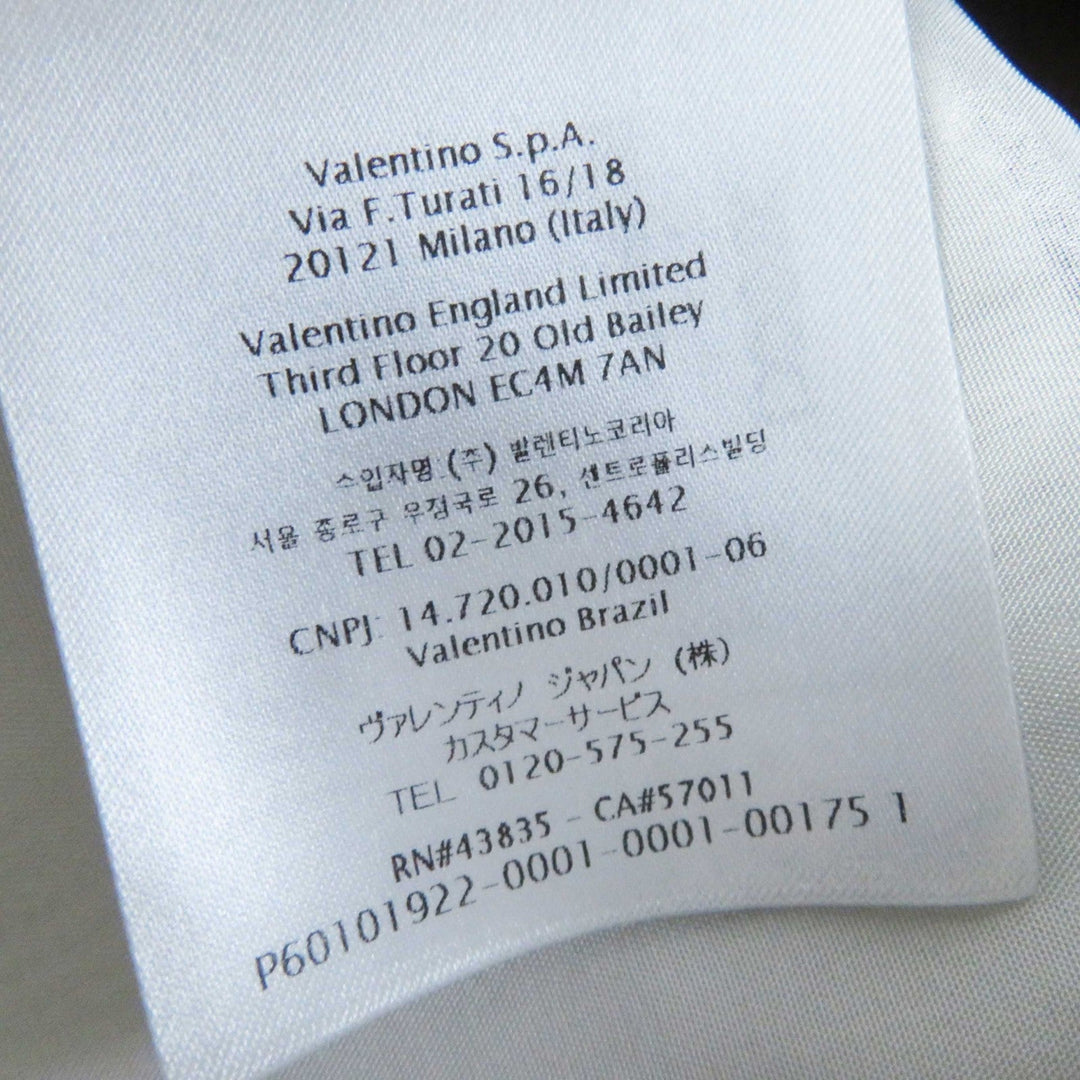 Valentino S.p.A.
Via F.Turati 16/18
20121 Milano (Italy)
Valentino England Limited
Third Floor 20 Old Bailey
LONDON EC4M 7AN
수입자명:(주) 발렌티노코리아
서울 종로구 우정국로 26, 센트로폴리스빌딩
TEL 02-2015-4642
CNPJ: 14.720.010/0001-06
Valentino Brazil
ヴァレンティノ ジャパン (株)
カスタマーサービス
TEL 0120-575-255
RN#43835 - CA#57011
P60101922-0001-0001-00175 1